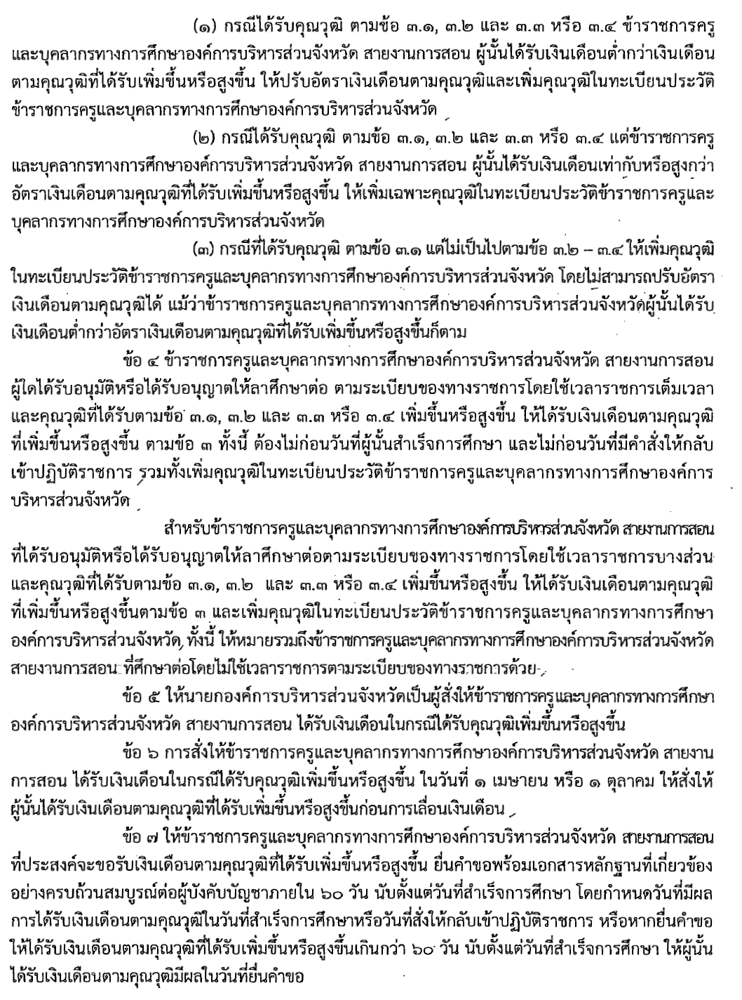 (๑) กรณีได้รับคุณวุฒิ ตามข้อ ๓.๑, ๓.๒ และ ๓.๓ หรือ ๓.๔ ข้าราชการครู
และบุคลากรทางการศึกษาองค์การบริหารส่วนจังหวัด สายงานการสอน ผู้นั้นได้รับเงินเดือนต่ำกว่าเงินเดือน
ตามคุณวุฒิที่ได้รับเพิ่มขึ้นหรือสูงขึ้น ให้ปรับอัตราเงินเดือนตามคุณวุฒิและเพิ่มคุณวุฒิในทะเบียนประวัติ
ข้าราชการครูและบุคลากรทางการศึกษาองค์การบริหารส่วนจังหวัด
(๒) กรณีได้รับคุณวุฒิ ตามข้อ ๓.๑, ๓.๒ และ ๓.๓ หรือ ๓.๔ แต่ข้าราชการครู
และบุคลากรทางการศึกษาองค์การบริหารส่วนจังหวัด สายงานการสอน ผู้นั้นได้รับเงินเดือนเท่ากับหรือสูงกว่า
อัตราเงินเดือนตามคุณวุฒิที่ได้รับเพิ่มขึ้นหรือสูงขึ้น ให้เพิ่มเฉพาะคุณวุฒิในทะเบียนประวัติข้าราชการครูและ
บุคลากรทางการศึกษาองค์การบริหารส่วนจังหวัด
(๓) กรณีที่ได้รับคุณวุฒิ ตามข้อ ๓.๑ แต่ไม่เป็นไปตามข้อ ๓.๒ – ๓.๔ ให้เพิ่มคุณวุฒิ
ในทะเบียนประวัติข้าราชการครูและบุคลากรทางการศึกษาองค์การบริหารส่วนจังหวัด โดยไม่สามารถปรับอัตรา
เงินเดือนตามคุณวุฒิได้ แม้ว่าข้าราชการครูและบุคลากรทางการศึกษาองค์การบริหารส่วนจังหวัดผู้นั้นได้รับ
เงินเดือนต่ำกว่าอัตราเงินเดือนตามคุณวุฒิที่ได้รับเพิ่มขึ้นหรือสูงขึ้นก็ตาม
ข้อ ๔ ข้าราชการครูและบุคลากรทางการศึกษาองค์การบริหารส่วนจังหวัด สายงานการสอน
ผู้ใดได้รับอนุมัติหรือได้รับอนุญาตให้ลาศึกษาต่อ ตามระเบียบของทางราชการโดยใช้เวลาราชการเต็มเวลา
และคุณวุฒิที่ได้รับตามข้อ ๓.๑, ๓.๒ และ ๓.๓ หรือ ๓.๔ เพิ่มขึ้นหรือสูงขึ้น ให้ได้รับเงินเดือนตามคุณวุฒิ
ที่เพิ่มขึ้นหรือสูงขึ้น ตามข้อ ๓ ทั้งนี้ ต้องไม่ก่อนวันที่ผู้นั้นสำเร็จการศึกษา และไม่ก่อนวันที่มีคำสั่งให้กลับ
เข้าปฏิบัติราชการ รวมทั้งเพิ่มคุณวุฒิในทะเบียนประวัติข้าราชการครูและบุคลากรทางการศึกษาองค์การ
บริหารส่วนจังหวัด
สำหรับข้าราชการครูและบุคลากรทางการศึกษาองค์การบริหารส่วนจังหวัด สายงานการสอน
ที่ได้รับอนุมัติหรือได้รับอนุญาตให้ลาศึกษาต่อตามระเบียบของทางราชการโดยใช้เวลาราชการบางส่วน
และคุณวุฒิที่ได้รับตามข้อ ๓.๑, ๓.๒ และ ๓.๓ หรือ ๓.๔ เพิ่มขึ้นหรือสูงขึ้น ให้ได้รับเงินเดือนตามคุณวุฒิ
ที่เพิ่มขึ้นหรือสูงขึ้นตามข้อ ๓ และเพิ่มคุณวุฒิในทะเบียนประวัติข้าราชการครูและบุคลากรทางการศึกษา
องค์การบริหารส่วนจังหวัด ทั้งนี้ ให้หมายรวมถึงข้าราชการครูและบุคลากรทางการศึกษาองค์การบริหารส่วนจังหวัด
สายงานการสอน ที่ศึกษาต่อโดยไม่ใช้เวลาราชการตามระเบียบของทางราชการด้วย
ข้อ ๕ ให้นายกองค์การบริหารส่วนจังหวัดเป็นผู้สั่งให้ข้าราชการครูและบุคลากรทางการศึกษา
องค์การบริหารส่วนจังหวัด สายงานการสอน ได้รับเงินเดือนในกรณีได้รับคุณวุฒิเพิ่มขึ้นหรือสูงขึ้น
ข้อ ๖ การสั่งให้ข้าราชการครูและบุคลากรทางการศึกษาองค์การบริหารส่วนจังหวัด สายงาน
การสอน ได้รับเงินเดือนในกรณีได้รับคุณวุฒิเพิ่มขึ้นหรือสูงขึ้น ในวันที่ ๑ เมษายน หรือ ๑ ตุลาคม ให้สั่งให้
ผู้นั้นได้รับเงินเดือนตามคุณวุฒิที่ได้รับเพิ่มขึ้นหรือสูงขึ้นก่อนการเลื่อนเงินเดือน
ข้อ ๗ ให้ข้าราชการครูและบุคลากรทางการศึกษาองค์การบริหารส่วนจังหวัด สายงานการสอน
ที่ประสงค์จะขอรับเงินเดือนตามคุณวุฒิที่ได้รับเพิ่มขึ้นหรือสูงขึ้น ยื่นคำขอพร้อมเอกสารหลักฐานที่เกี่ยวข้อง
อย่างครบถ้วนสมบูรณ์ต่อผู้บังคับบัญชาภายใน ๖๐ วัน นับตั้งแต่วันที่สำเร็จการศึกษา โดยกำหนดวันที่มีผล
การได้รับเงินเดือนตามคุณวุฒิในวันที่สำเร็จการศึกษาหรือวันที่สั่งให้กลับเข้าปฏิบัติราชการ หรือหากยื่นคำขอ
ให้ได้รับเงินเดือนตามคุณวุฒิที่ได้รับเพิ่มขึ้นหรือสูงขึ้นเกินกว่า ๖๐ วัน นับตั้งแต่วันที่สำเร็จการศึกษา ให้ผู้นั้น
ได้รับเงินเดือนตามคุณวุฒิมีผลในวันที่ยื่นคำขอ